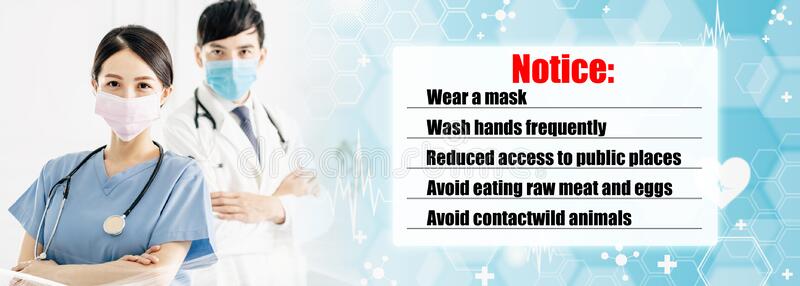 Notice:
Wear a mask
Wash hands frequently
Reduced access to public places
Avoid eating raw meat and eggs
Avoid contactwild animals
dreamstime